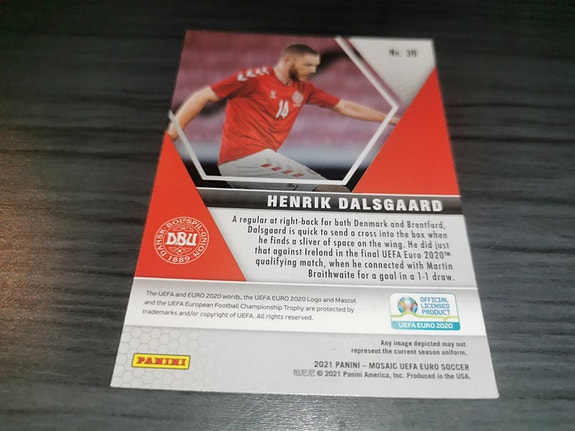 No. 36
14
HENRIK DALSGAARD
A regular at right-back for both Denmark and Brentford,
Dalsgaard is quick to send a cross into the box when
he finds a sliver of space on the wing. He did just
that against Ireland in the final UEFA Euro 2020™
qualifying match, when he connected with Martin
Braithwaite for a goal in a 1-1 draw.
DANSK BOLDSPIL-UNION 1889
DBU
The UEFA and EURO 2020 words, the UEFA EURO 2020 Logo and Mascot
and the UEFA European Football Championship Trophy are protected by
trademarks and/or copyright of UEFA. All rights reserved.
OFFICIAL
LICENSED
PRODUCT
UEFA EURO 2020
Any image depicted may not
represent the current season uniform.
PANINI
2021 PANINI – MOSAIC UEFA EURO SOCCER
帕尼尼 © 2021 Panini America, Inc. Produced in the USA.